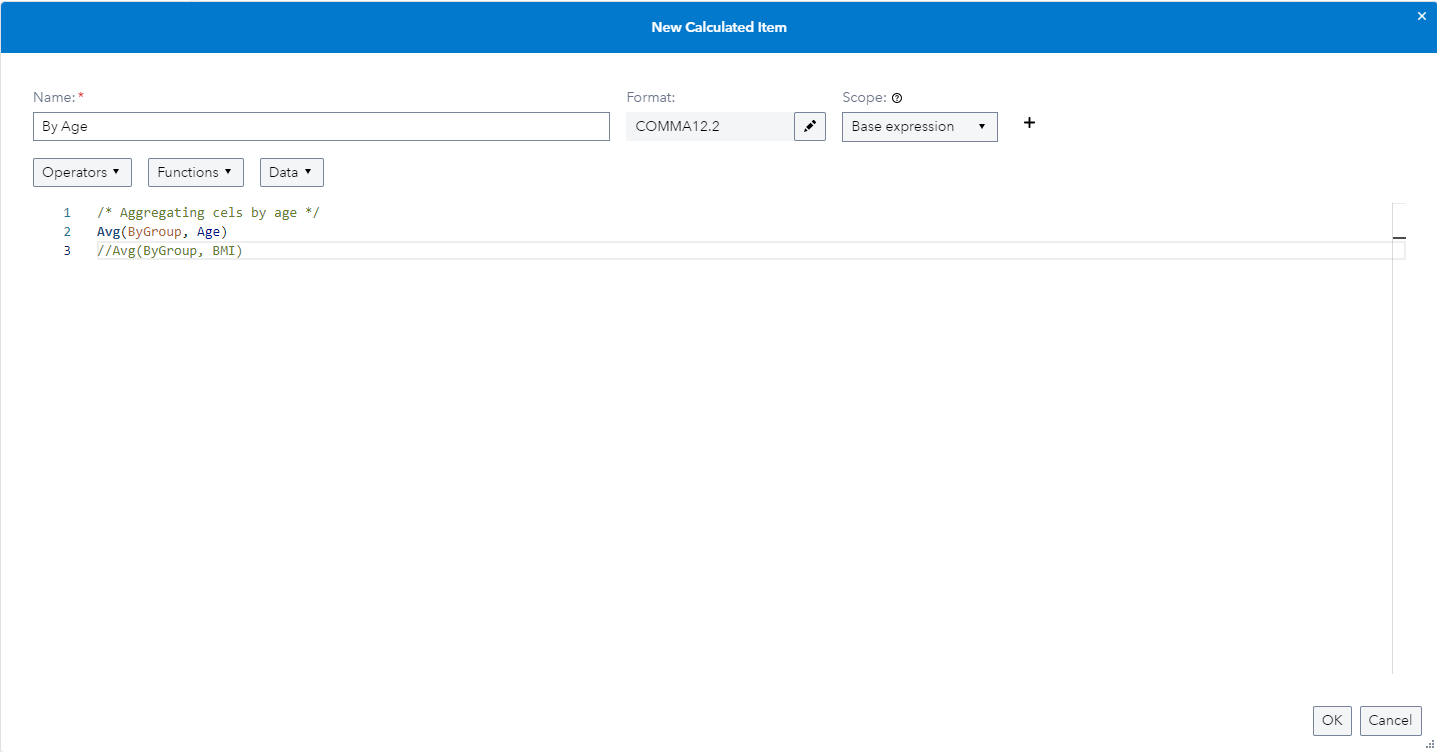 New Calculated Item
Name: *
Format:
Scope:
By Age
COMMA12.2
Base expression
Operators
Functions
Data
1 /* Aggregating cels by age */
2 Avg(ByGroup, Age)
3 //Avg(ByGroup, BMI)
OK
Cancel